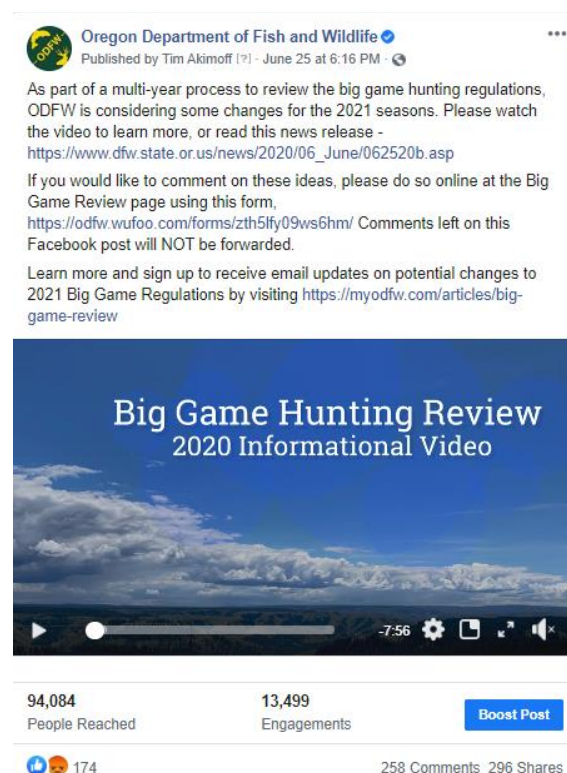 ODFW
Oregon Department of Fish and Wildlife
Published by Tim Akimoff [?] · June 25 at 6:16 PM ·
As part of a multi-year process to review the big game hunting regulations,
ODFW is considering some changes for the 2021 seasons. Please watch
the video to learn more, or read this news release -
https://www.dfw.state.or.us/news/2020/06_June/062520b.asp
If you would like to comment on these ideas, please do so online at the Big
Game Review page using this form,
https://odfw.wufoo.com/forms/zth5lfy09ws6hm/ Comments left on this
Facebook post will NOT be forwarded.
Learn more and sign up to receive email updates on potential changes to
2021 Big Game Regulations by visiting https://myodfw.com/articles/big-
game-review
Big Game Hunting Review
2020 Informational Video
-7:56
94,084 13,499
People Reached Engagements
Boost Post
174 258 Comments 296 Shares